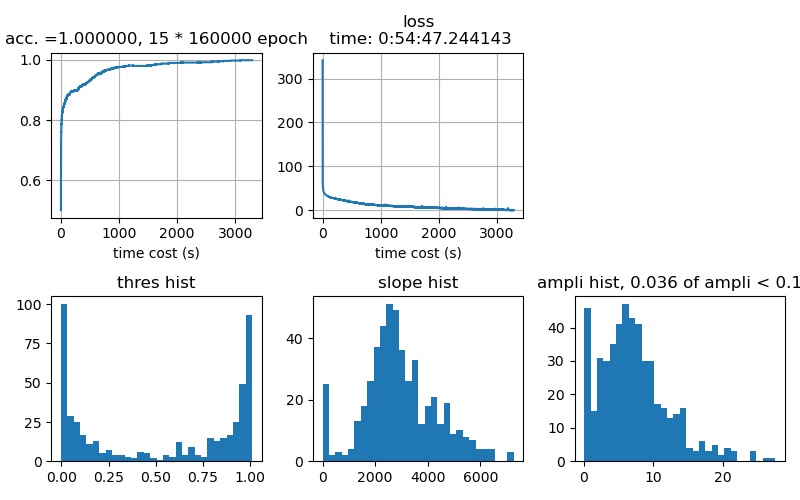 acc. =1.000000, 15 * 160000 epoch
loss
time: 0:54:47.244143
1.0
0.8
0.6
0 1000 2000 3000
time cost (s)
300
200
100
0
0 1000 2000 3000
time cost (s)
thres hist
100
75
50
25
0
0.00 0.25 0.50 0.75 1.00
slope hist
40
20
0
0 2000 4000 6000
ampli hist, 0.036 of ampli < 0.1
40
30
20
10
0
0 10 20